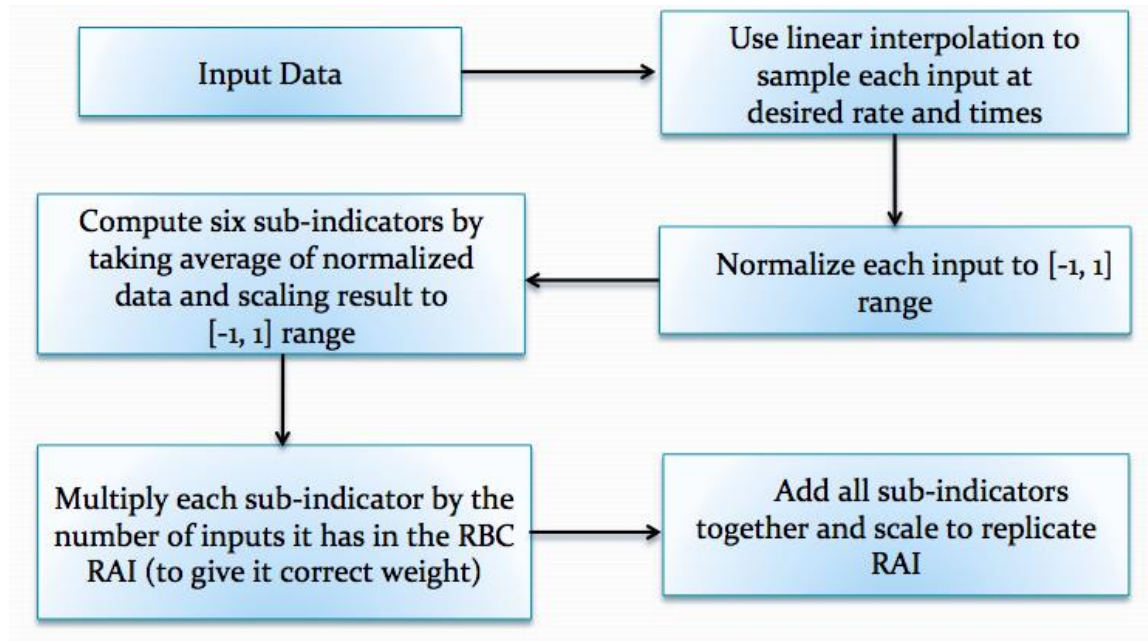 Input Data
Use linear interpolation to
sample each input at
desired rate and times
Normalize each input to [-1, 1]
range
Compute six sub-indicators by
taking average of normalized
data and scaling result to
[-1, 1] range
Multiply each sub-indicator by the
number of inputs it has in the RBC
RAI (to give it correct weight)
Add all sub-indicators
together and scale to replicate
RAI